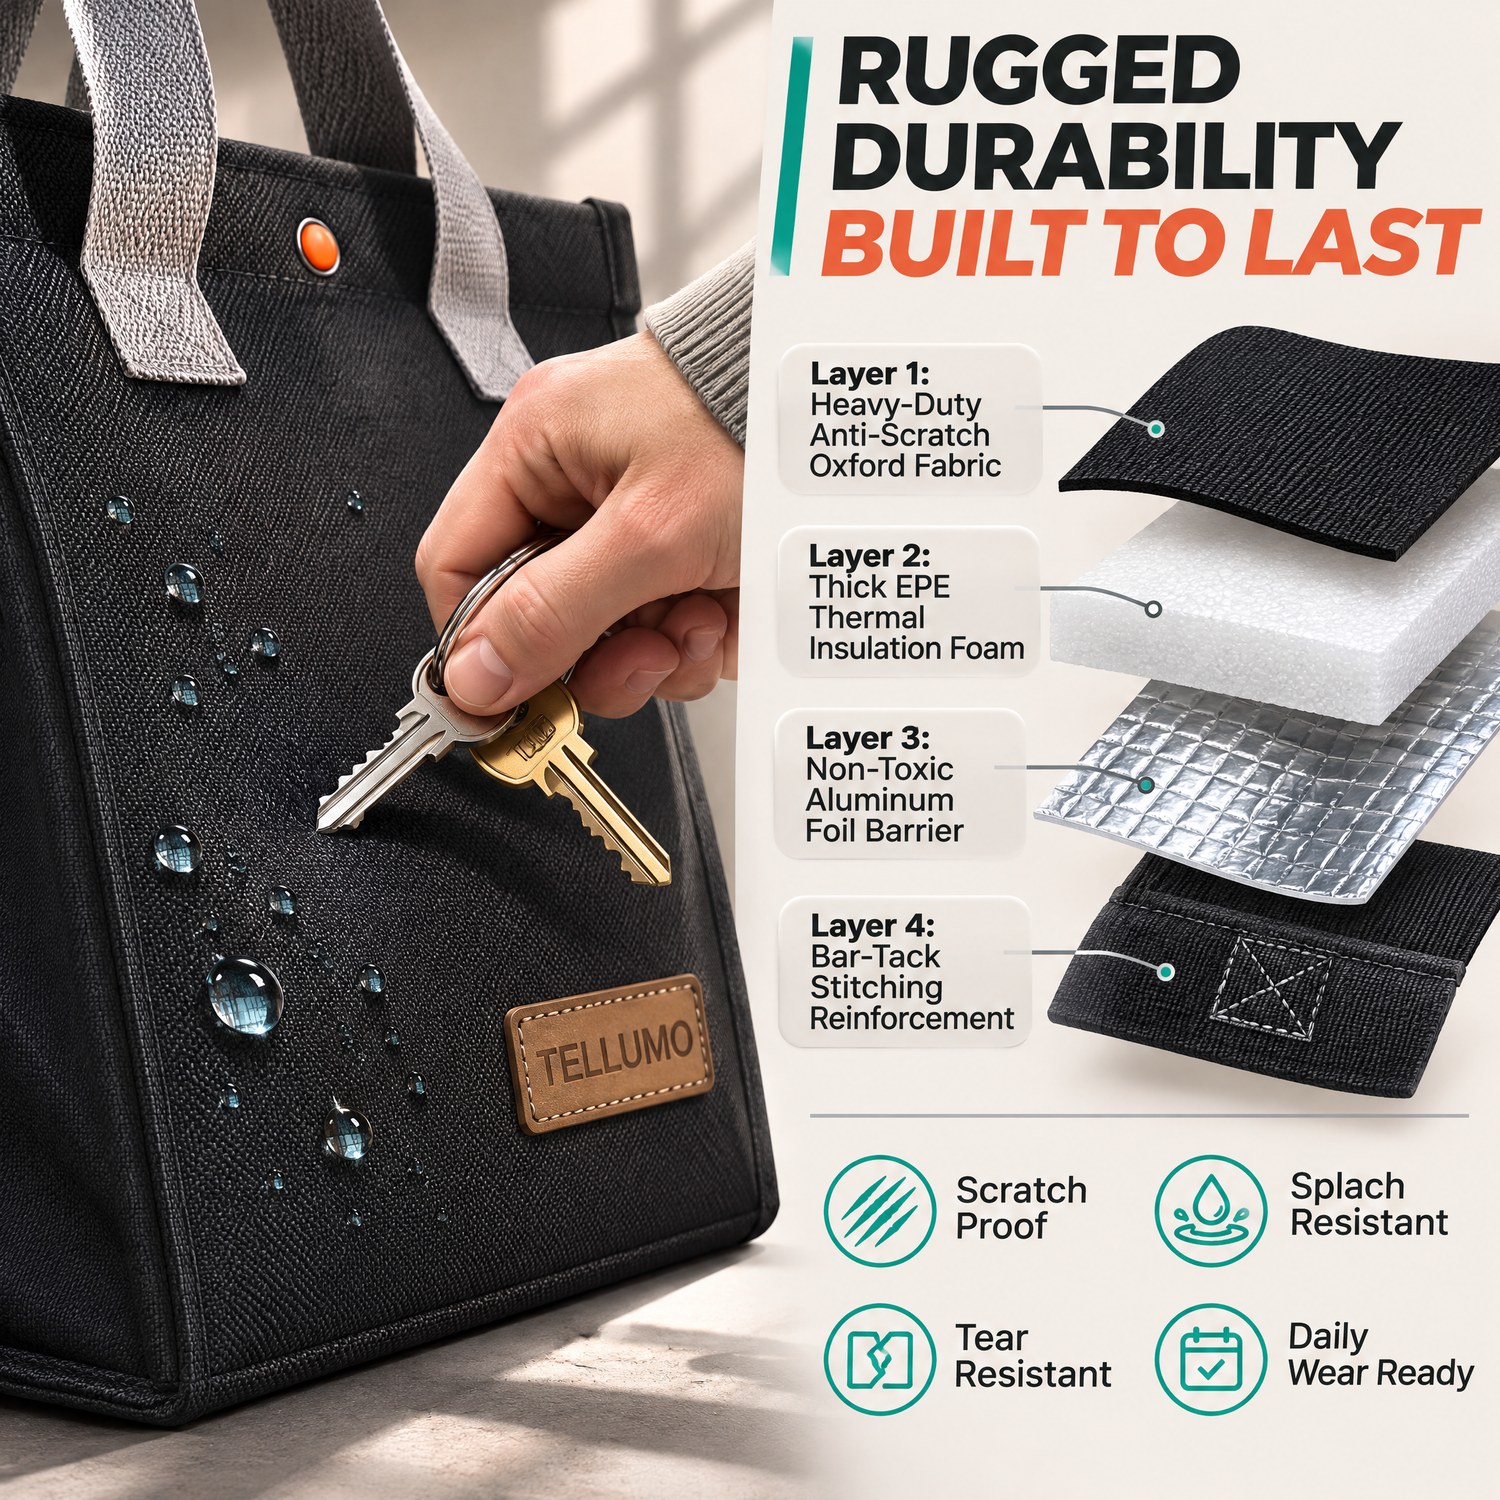 RUGGED
DURABILITY
BUILT TO LAST
Layer 1:
Heavy-Duty
Anti-Scratch
Oxford Fabric
Layer 2:
Thick EPE
Thermal
Insulation Foam
Layer 3:
Non-Toxic
Aluminum
Foil Barrier
Layer 4:
Bar-Tack
Stitching
Reinforcement
TELLUMO
Scratch
Proof
Splach
Resistant
Tear
Resistant
Daily
Wear Ready